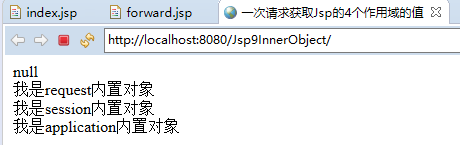 index.jsp
forward.jsp
一次请求获取Jsp的4个作用域的值
http://localhost:8080/Jsp9InnerObject/
null
我是request内置对象
我是session内置对象
我是application内置对象